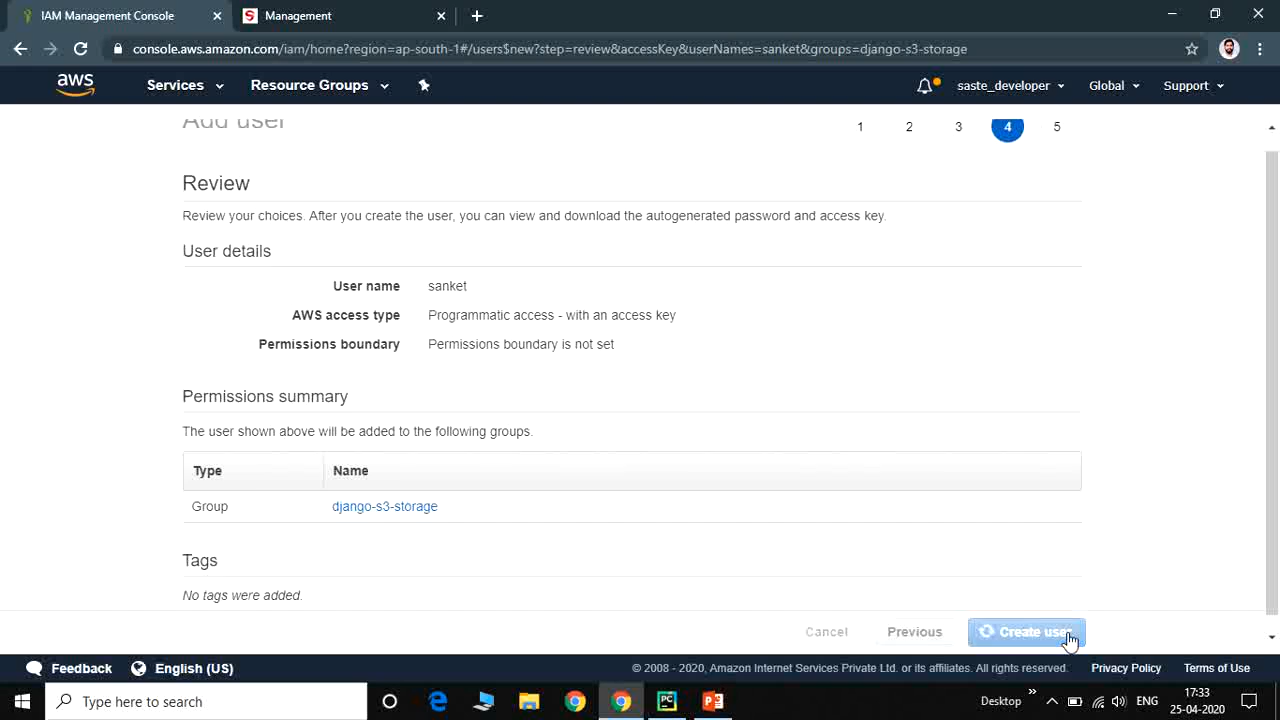 IAM Management Console
Management
console.aws.amazon.com/iam/home?region=ap-south-1#/users$new?step=review&accessKey&userNames=sanket&groups=django-s3-storage
aws Services Resource Groups saste_developer Global Support
Add user 1 2 3 4 5
Review
Review your choices. After you create the user, you can view and download the autogenerated password and access key.
User details
User name sanket
AWS access type Programmatic access - with an access key
Permissions boundary Permissions boundary is not set
Permissions summary
The user shown above will be added to the following groups.
Type Name
Group django-s3-storage
Tags
No tags were added.
Cancel Previous Create user
Feedback English (US) © 2008 - 2020, Amazon Internet Services Private Ltd. or its affiliates. All rights reserved. Privacy Policy Terms of Use
Type here to search Desktop ENG 17:33
25-04-2020